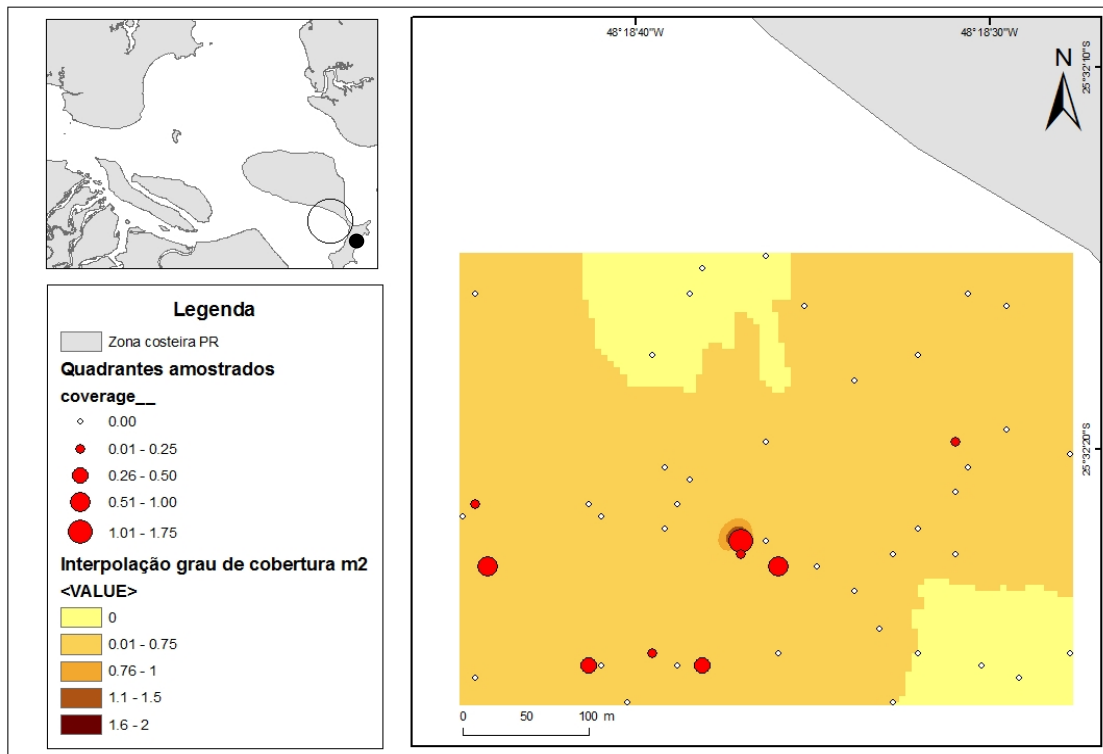 Legenda
Zona costeira PR
Quadrantes amostrados
coverage__
0.00
0.01 - 0.25
0.26 - 0.50
0.51 - 1.00
1.01 - 1.75
Interpolação grau de cobertura m2
<VALUE>
0
0.01 - 0.75
0.76 - 1
1.1 - 1.5
1.6 - 2
48°18'40"W
48°18'30"W
25°32'10"S
N
25°32'20"S
0 50 100 m